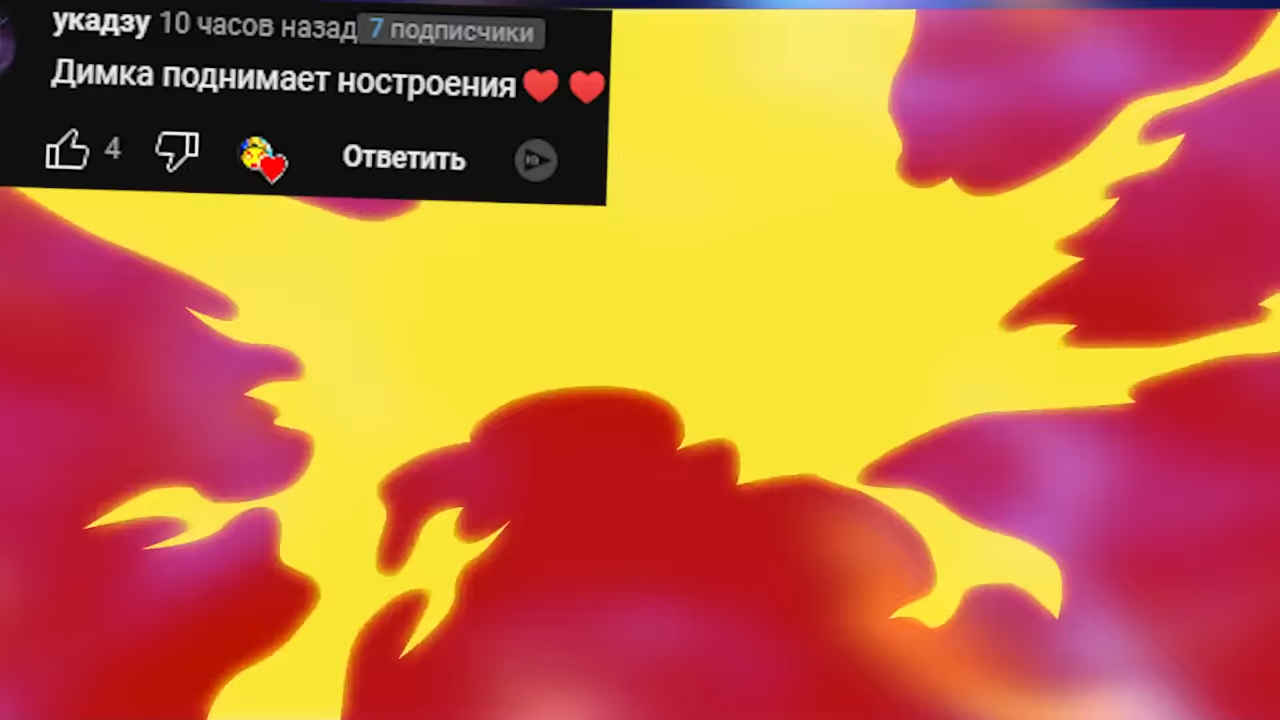 укадзу 10 часов назад 7 подписчики
Димка поднимает ностроения❤️❤️
4 Ответить